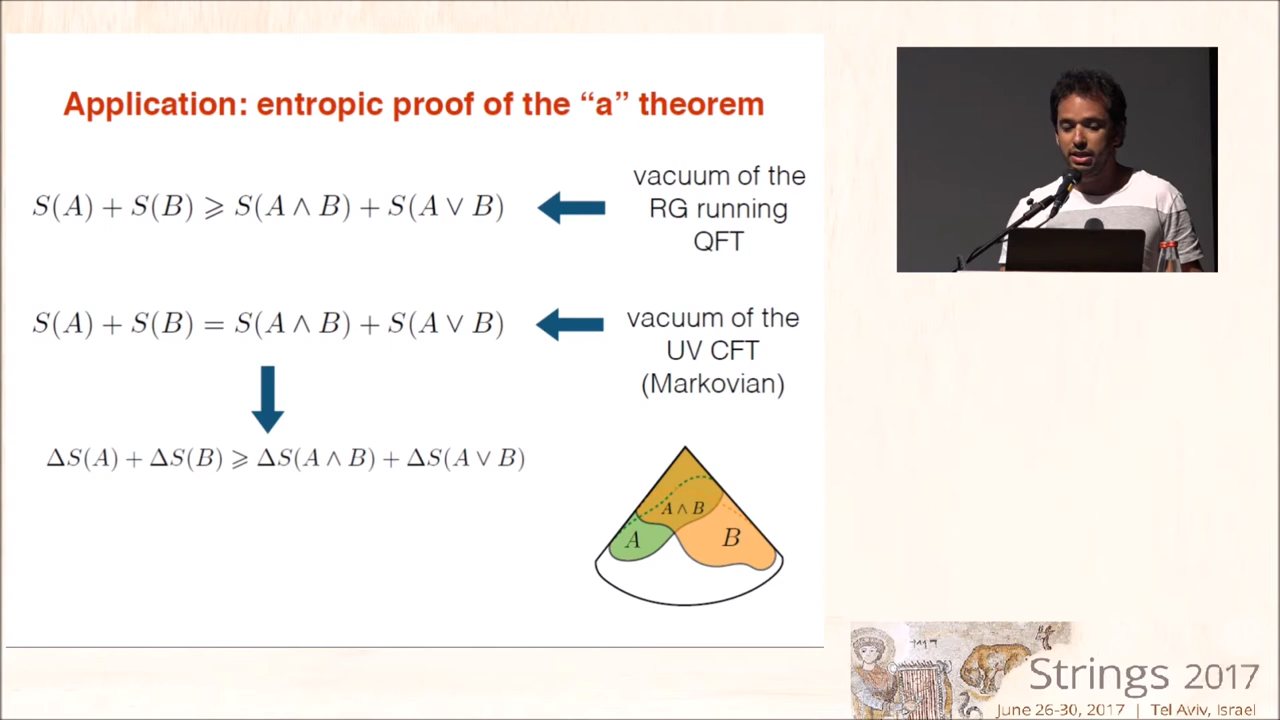 Application: entropic proof of the “a” theorem
S(A) + S(B) ⩾ S(A ∧ B) + S(A ∨ B)
vacuum of the
RG running
QFT
S(A) + S(B) = S(A ∧ B) + S(A ∨ B)
vacuum of the
UV CFT
(Markovian)
ΔS(A) + ΔS(B) ⩾ ΔS(A ∧ B) + ΔS(A ∨ B)
A ∧ B
A
B
Strings 2017
June 26-30, 2017 | Tel Aviv, Israel